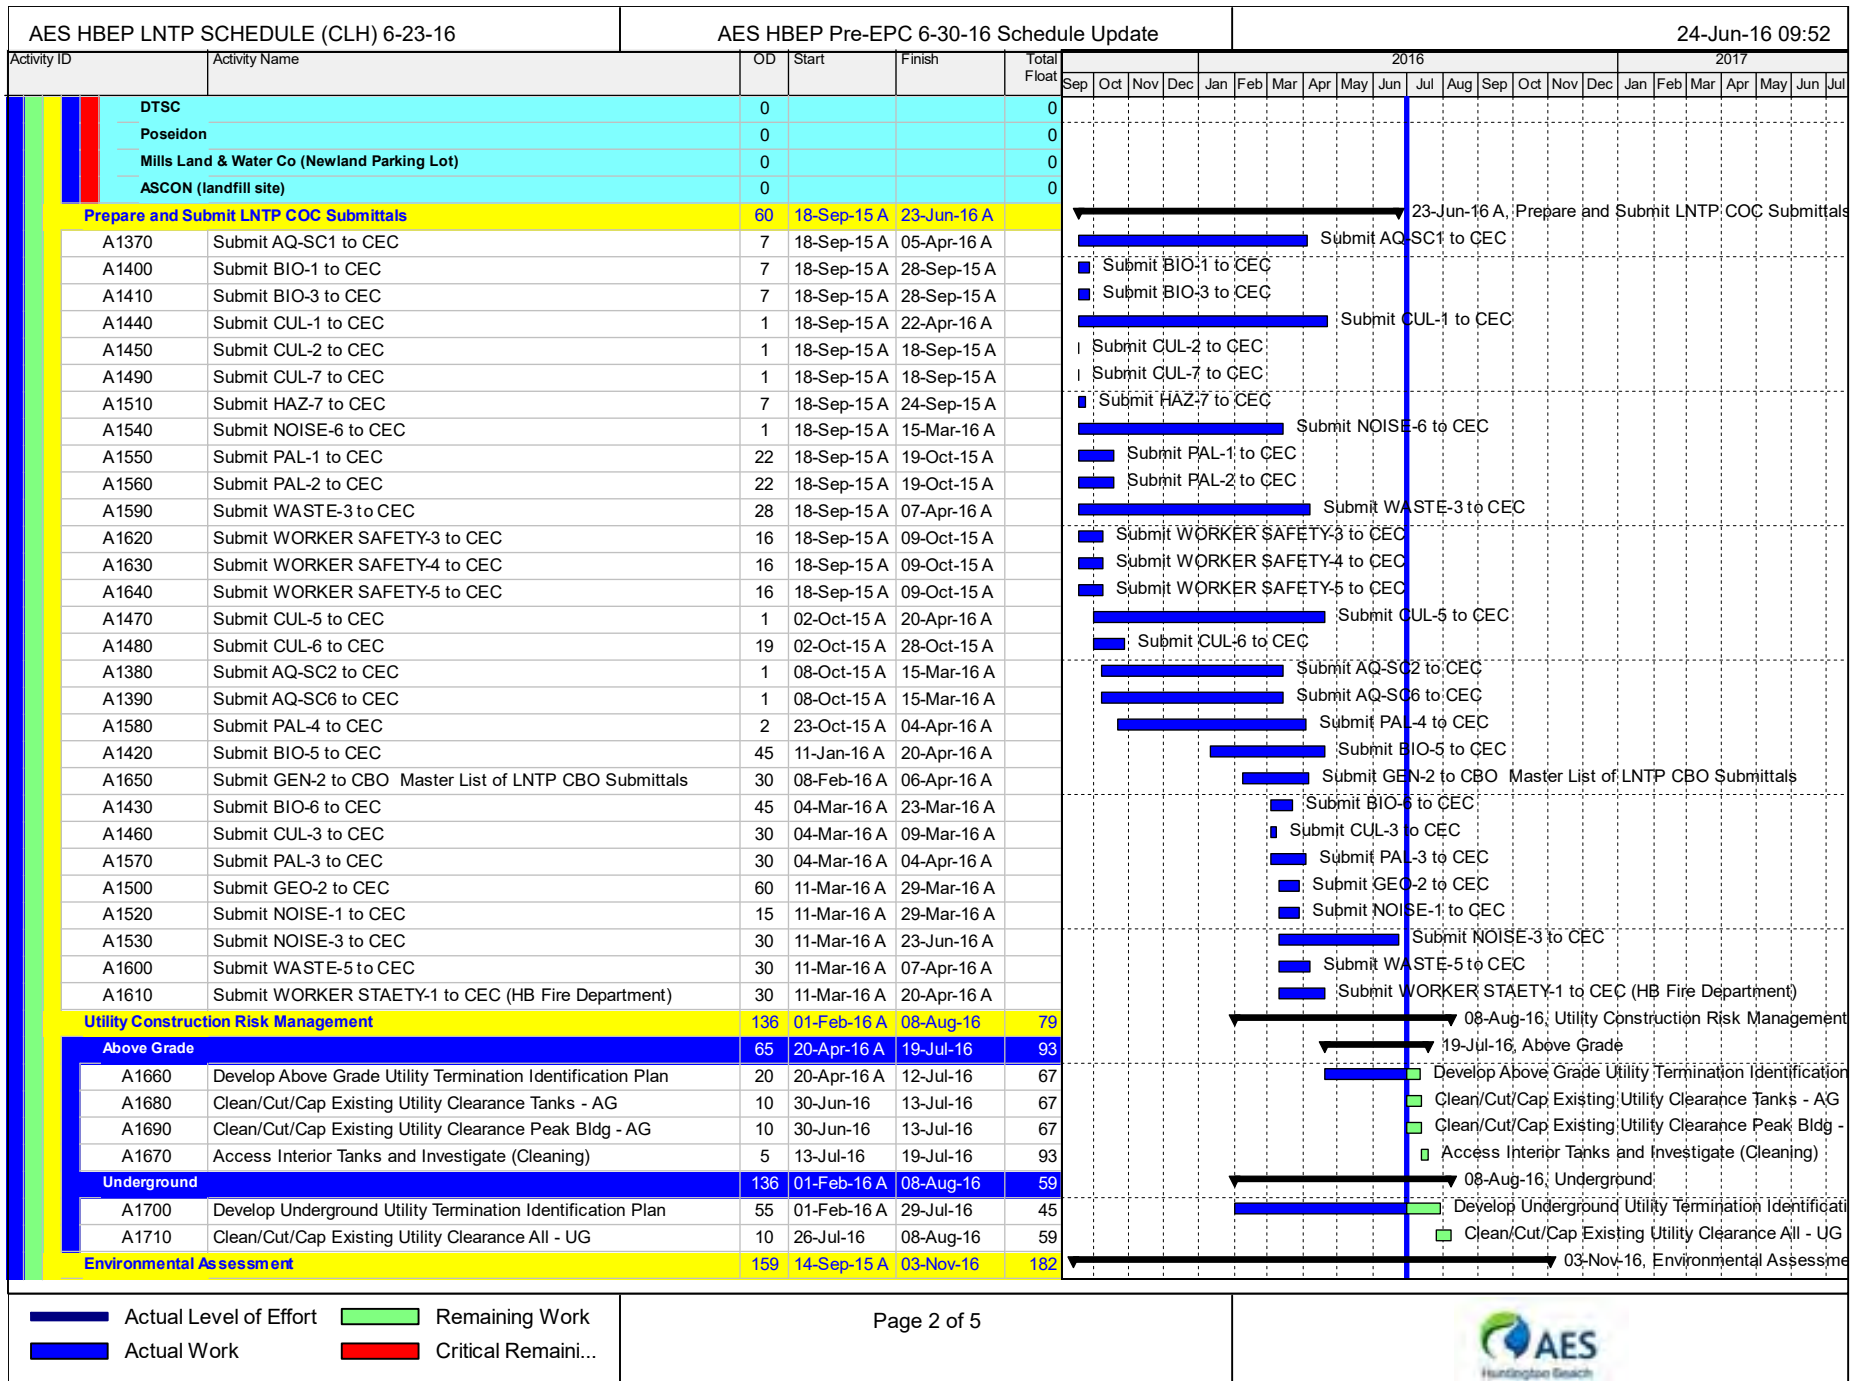 AES HBEP LNTP SCHEDULE (CLH) 6-23-16 AES HBEP Pre-EPC 6-30-16 Schedule Update 24-Jun-16 09:52
Activity ID Activity Name OD Start Finish Total Float 2016 2017
Sep Oct Nov Dec Jan Feb Mar Apr May Jun Jul Aug Sep Oct Nov Dec Jan Feb Mar Apr May Jun Jul
DTSC 0 0
Poseidon 0 0
Mills Land & Water Co (Newland Parking Lot) 0 0
ASCON (landfill site) 0 0
Prepare and Submit LNTP COC Submittals 60 18-Sep-15 A 23-Jun-16 A 23-Jun-16 A, Prepare and Submit LNTP COC Submittals
A1370 Submit AQ-SC1 to CEC 7 18-Sep-15 A 05-Apr-16 A Submit AQ-SC1 to CEC
A1400 Submit BIO-1 to CEC 7 18-Sep-15 A 28-Sep-15 A Submit BIO-1 to CEC
A1410 Submit BIO-3 to CEC 7 18-Sep-15 A 28-Sep-15 A Submit BIO-3 to CEC
A1440 Submit CUL-1 to CEC 1 18-Sep-15 A 22-Apr-16 A Submit CUL-1 to CEC
A1450 Submit CUL-2 to CEC 1 18-Sep-15 A 18-Sep-15 A Submit CUL-2 to CEC
A1490 Submit CUL-7 to CEC 1 18-Sep-15 A 18-Sep-15 A Submit CUL-7 to CEC
A1510 Submit HAZ-7 to CEC 7 18-Sep-15 A 24-Sep-15 A Submit HAZ-7 to CEC
A1540 Submit NOISE-6 to CEC 1 18-Sep-15 A 15-Mar-16 A Submit NOISE-6 to CEC
A1550 Submit PAL-1 to CEC 22 18-Sep-15 A 19-Oct-15 A Submit PAL-1 to CEC
A1560 Submit PAL-2 to CEC 22 18-Sep-15 A 19-Oct-15 A Submit PAL-2 to CEC
A1590 Submit WASTE-3 to CEC 28 18-Sep-15 A 07-Apr-16 A Submit WASTE-3 to CEC
A1620 Submit WORKER SAFETY-3 to CEC 16 18-Sep-15 A 09-Oct-15 A Submit WORKER SAFETY-3 to CEC
A1630 Submit WORKER SAFETY-4 to CEC 16 18-Sep-15 A 09-Oct-15 A Submit WORKER SAFETY-4 to CEC
A1640 Submit WORKER SAFETY-5 to CEC 16 18-Sep-15 A 09-Oct-15 A Submit WORKER SAFETY-5 to CEC
A1470 Submit CUL-5 to CEC 1 02-Oct-15 A 20-Apr-16 A Submit CUL-5 to CEC
A1480 Submit CUL-6 to CEC 19 02-Oct-15 A 28-Oct-15 A Submit CUL-6 to CEC
A1380 Submit AQ-SC2 to CEC 1 08-Oct-15 A 15-Mar-16 A Submit AQ-SC2 to CEC
A1390 Submit AQ-SC6 to CEC 1 08-Oct-15 A 15-Mar-16 A Submit AQ-SC6 to CEC
A1580 Submit PAL-4 to CEC 2 23-Oct-15 A 04-Apr-16 A Submit PAL-4 to CEC
A1420 Submit BIO-5 to CEC 45 11-Jan-16 A 20-Apr-16 A Submit BIO-5 to CEC
A1650 Submit GEN-2 to CBO Master List of LNTP CBO Submittals 30 08-Feb-16 A 06-Apr-16 A Submit GEN-2 to CBO Master List of LNTP CBO Submittals
A1430 Submit BIO-6 to CEC 45 04-Mar-16 A 23-Mar-16 A Submit BIO-6 to CEC
A1460 Submit CUL-3 to CEC 30 04-Mar-16 A 09-Mar-16 A Submit CUL-3 to CEC
A1570 Submit PAL-3 to CEC 30 04-Mar-16 A 04-Apr-16 A Submit PAL-3 to CEC
A1500 Submit GEO-2 to CEC 60 11-Mar-16 A 29-Mar-16 A Submit GEO-2 to CEC
A1520 Submit NOISE-1 to CEC 15 11-Mar-16 A 29-Mar-16 A Submit NOISE-1 to CEC
A1530 Submit NOISE-3 to CEC 30 11-Mar-16 A 23-Jun-16 A Submit NOISE-3 to CEC
A1600 Submit WASTE-5 to CEC 30 11-Mar-16 A 07-Apr-16 A Submit WASTE-5 to CEC
A1610 Submit WORKER STAETY-1 to CEC (HB Fire Department) 30 11-Mar-16 A 20-Apr-16 A Submit WORKER STAETY-1 to CEC (HB Fire Department)
Utility Construction Risk Management 136 01-Feb-16 A 08-Aug-16 79 08-Aug-16, Utility Construction Risk Management
Above Grade 65 20-Apr-16 A 19-Jul-16 93 19-Jul-16, Above Grade
A1660 Develop Above Grade Utility Termination Identification Plan 20 20-Apr-16 A 12-Jul-16 67 Develop Above Grade Utility Termination Identification
A1680 Clean/Cut/Cap Existing Utility Clearance Tanks - AG 10 30-Jun-16 13-Jul-16 67 Clean/Cut/Cap Existing Utility Clearance Tanks - AG
A1690 Clean/Cut/Cap Existing Utility Clearance Peak Bldg - AG 10 30-Jun-16 13-Jul-16 67 Clean/Cut/Cap Existing Utility Clearance Peak Bldg -
A1670 Access Interior Tanks and Investigate (Cleaning) 5 13-Jul-16 19-Jul-16 93 Access Interior Tanks and Investigate (Cleaning)
Underground 136 01-Feb-16 A 08-Aug-16 59 08-Aug-16, Underground
A1700 Develop Underground Utility Termination Identification Plan 55 01-Feb-16 A 29-Jul-16 45 Develop Underground Utility Termination Identificati
A1710 Clean/Cut/Cap Existing Utility Clearance All - UG 10 26-Jul-16 08-Aug-16 59 Clean/Cut/Cap Existing Utility Clearance All - UG
Environmental Assessment 159 14-Sep-15 A 03-Nov-16 182 03-Nov-16, Environmental Assessme
Actual Level of Effort Remaining Work
Actual Work Critical Remaini...
Page 2 of 5
AES
Huntington Beach